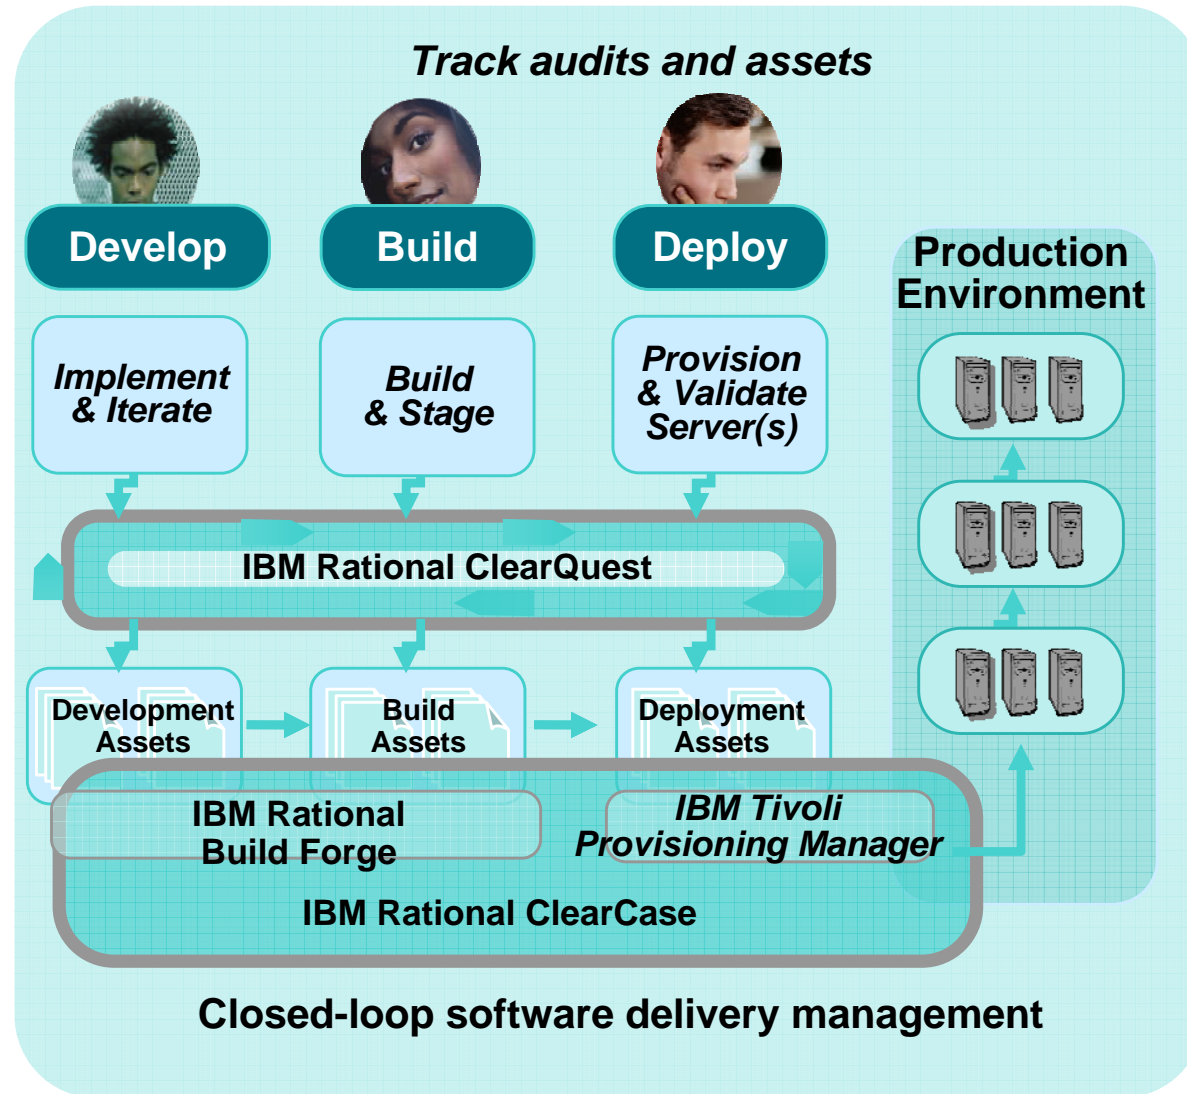 Track audits and assets
Develop
Build
Deploy
Production
Environment
Implement
& Iterate
Build
& Stage
Provision
& Validate
Server(s)
IBM Rational ClearQuest
Development
Assets
Build
Assets
Deployment
Assets
IBM Rational
Build Forge
IBM Tivoli
Provisioning Manager
IBM Rational ClearCase
Closed-loop software delivery management